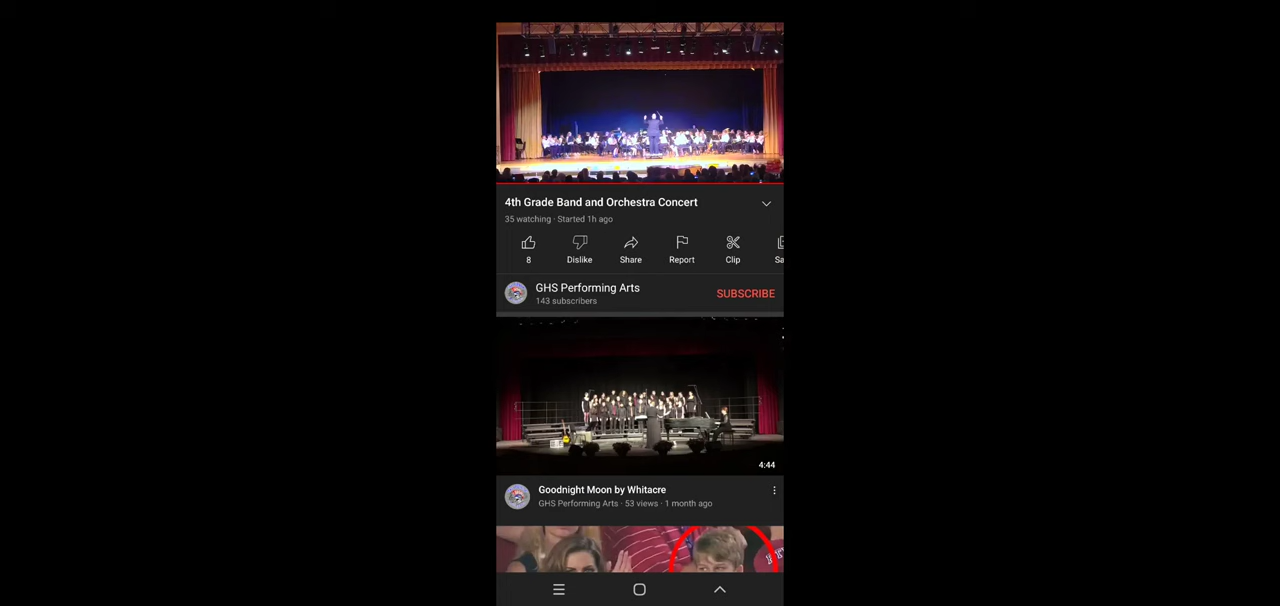 4th Grade Band and Orchestra Concert
35 watching · Started 1h ago
8 Dislike Share Report Clip Sa
GHS Performing Arts
143 subscribers
SUBSCRIBE
4:44
Goodnight Moon by Whitacre
GHS Performing Arts · 53 views · 1 month ago